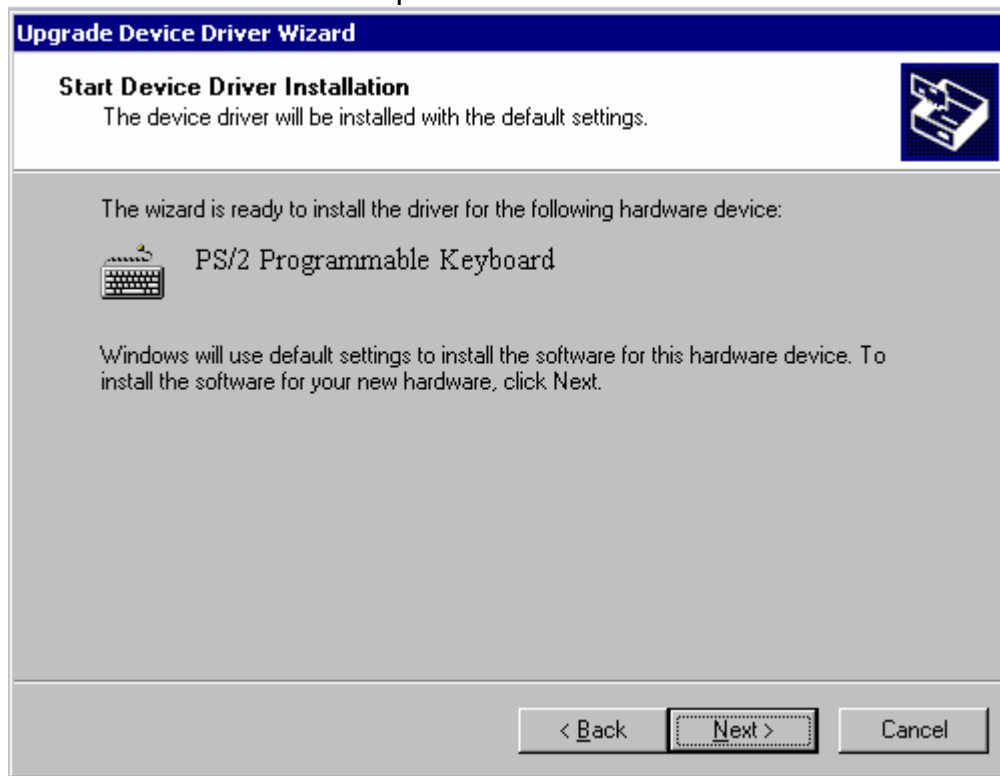 Upgrade Device Driver Wizard
Start Device Driver Installation
The device driver will be installed with the default settings.
The wizard is ready to install the driver for the following hardware device:
PS/2 Programmable Keyboard
Windows will use default settings to install the software for this hardware device. To
install the software for your new hardware, click Next.
< Back
Next >
Cancel